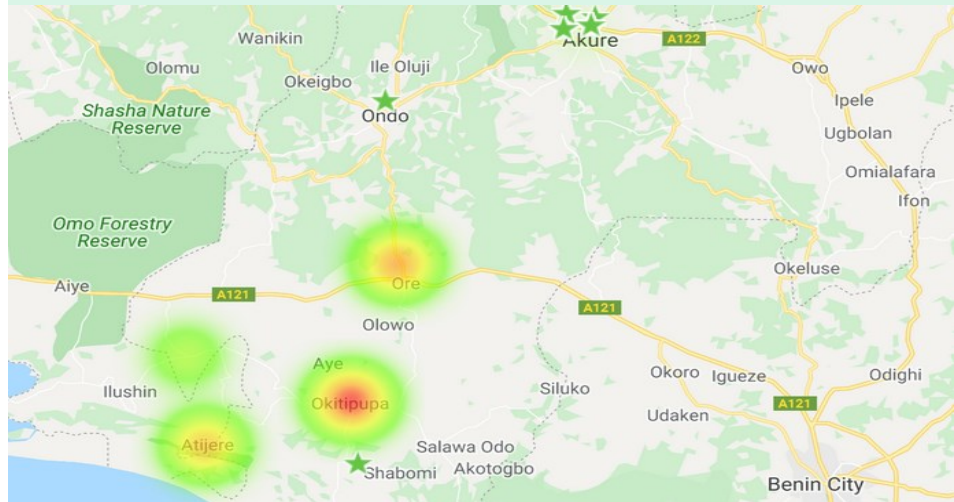 Wanikin
Akure
A122
Olomu
Ile Oluji
Okeigbo
Owo
Shasha Nature
Reserve
Ondo
Ipele
Ugbolan
Omialafara
Ifon
Omo Forestry
Reserve
Okeluse
Aiye
A121
Ore
A121
Olowo
Aye
Ilushin
Okitipupa
Siluko
Okoro
Igueze
Odighi
A121
Udaken
Atijere
Salawa Odo
Shabomi
Akotogbo
Benin City